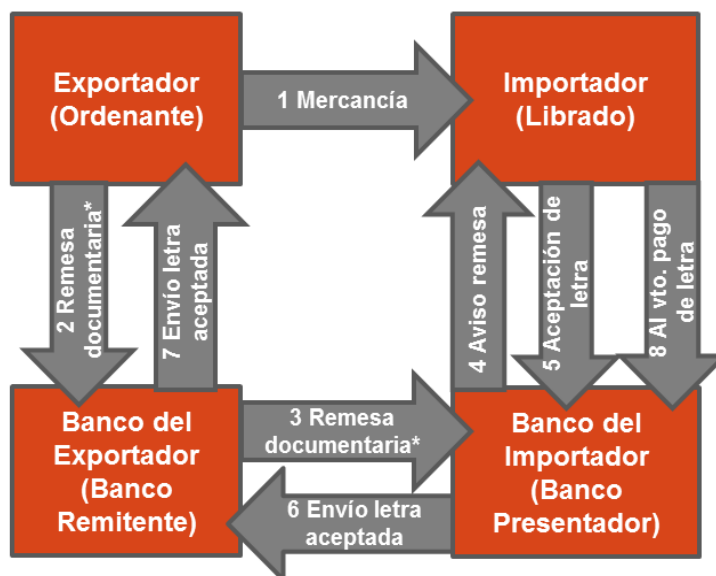 Exportador
(Ordenante)
1 Mercancía
Importador
(Librado)
2 Remesa
documentaria*
7 Envío letra
aceptada
4 Aviso remesa
5 Aceptación de
letra
8 Al vto. pago
de letra
Banco del
Exportador
(Banco
Remitente)
3 Remesa
documentaria*
6 Envío letra
aceptada
Banco del
Importador
(Banco
Presentador)